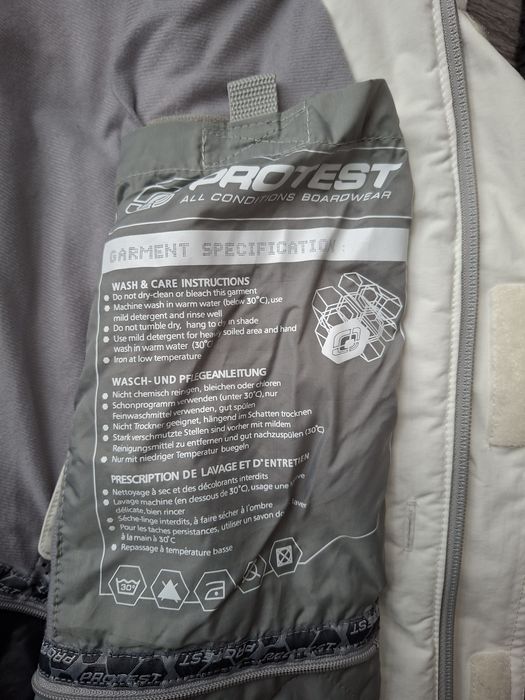 PROTEST
ALL CONDITIONS BOARDWEAR
GARMENT SPECIFICATION:
WASH & CARE INSTRUCTIONS
Do not dry-clean or bleach this garment
Machine wash in warm water (below 30°C), use
mild detergent and rinse well
Do not tumble dry, hang to dry in shade
Use mild detergent for heavy soiled area and hand
wash in warm water (30°C)
Iron at low temperature
WASCH- UND PFLEGEANLEITUNG
Nicht chemisch reinigen, bleichen oder chloren
Schonprogramm verwenden (unter 30°C), nur
Feinwaschmittel verwenden, gut spülen
Nicht Trockner geeignet, hängend im Schatten trocknen
Stark verschmutzte Stellen sind vorher mit mildem
Reinigungsmittel zu entfernen und gut nachzuspülen (30°C)
Nur mit niedriger Temperatur buegeln
PRESCRIPTION DE LAVAGE ET D'ENTRETIEN
Nettoyage à sec et des décolorants interdits
Lavage machine (en dessous de 30°C), usage une
délicate, bien rincer
Sèche-linge interdits, à faire sécher à l'ombre
Pour les tâches persistances, utiliser un savon
à la main à 30°C
Repassage à température basse
30°
PROTEST PROTEST PROTEST